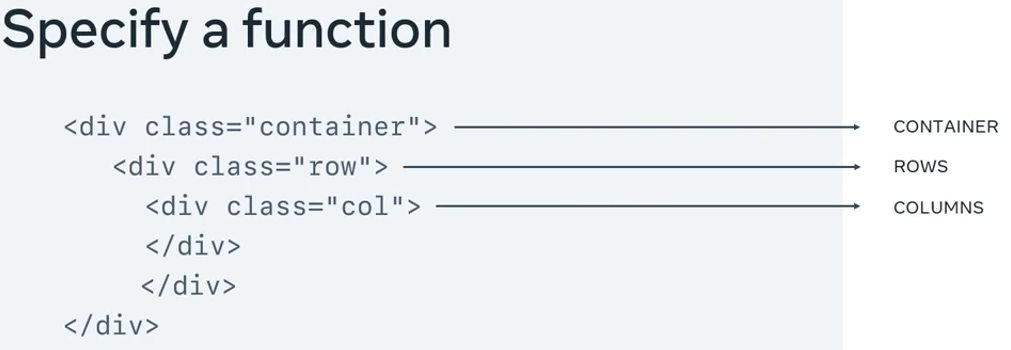 Specify a function
<div class="container"> CONTAINER
<div class="row"> ROWS
<div class="col"> COLUMNS
</div>
</div>
</div>